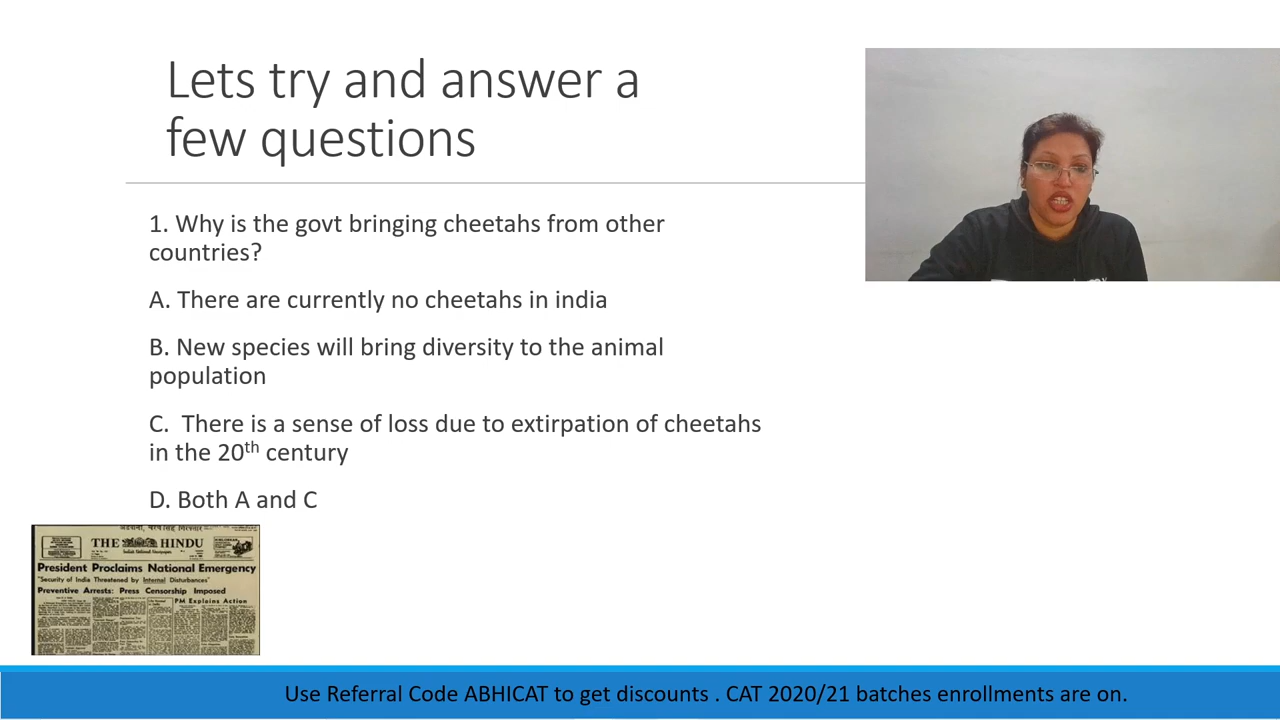 Lets try and answer a
few questions
1. Why is the govt bringing cheetahs from other
countries?
A. There are currently no cheetahs in india
B. New species will bring diversity to the animal
population
C. There is a sense of loss due to extirpation of cheetahs
in the 20th century
D. Both A and C
THE HINDU
India's National Newspaper
President Proclaims National Emergency
"Security of India Threatened by Internal Disturbances"
Preventive Arrests: Press Censorship Imposed
PM Explains Action
Use Referral Code ABHICAT to get discounts . CAT 2020/21 batches enrollments are on.